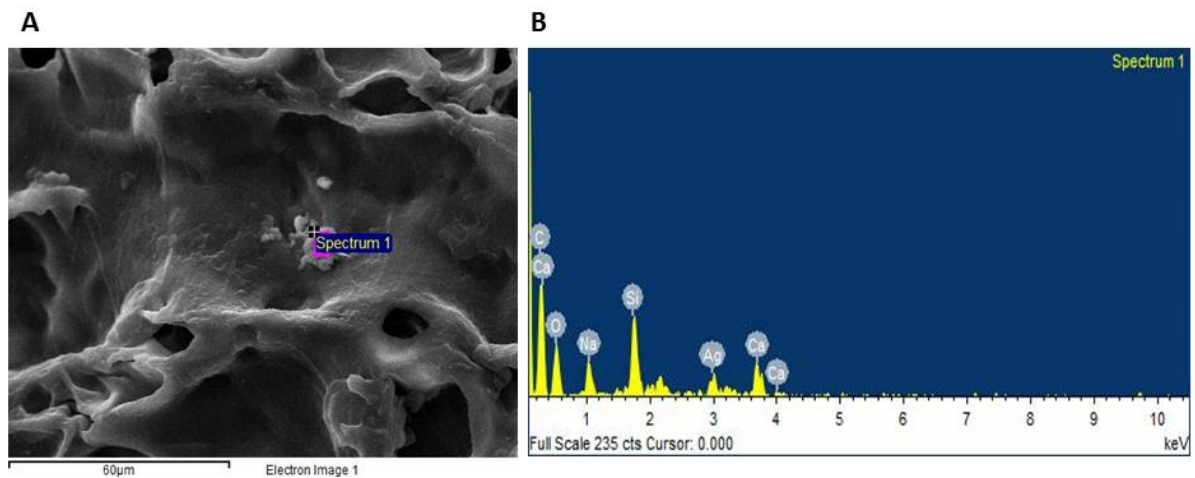 A
B
Spectrum 1
Spectrum 1
C
Ca
O
Na
Si
Ag
Ca
Ca
1 2 3 4 5 6 7 8 9 10
Full Scale 235 cts Cursor: 0.000 keV
60µm Electron Image 1